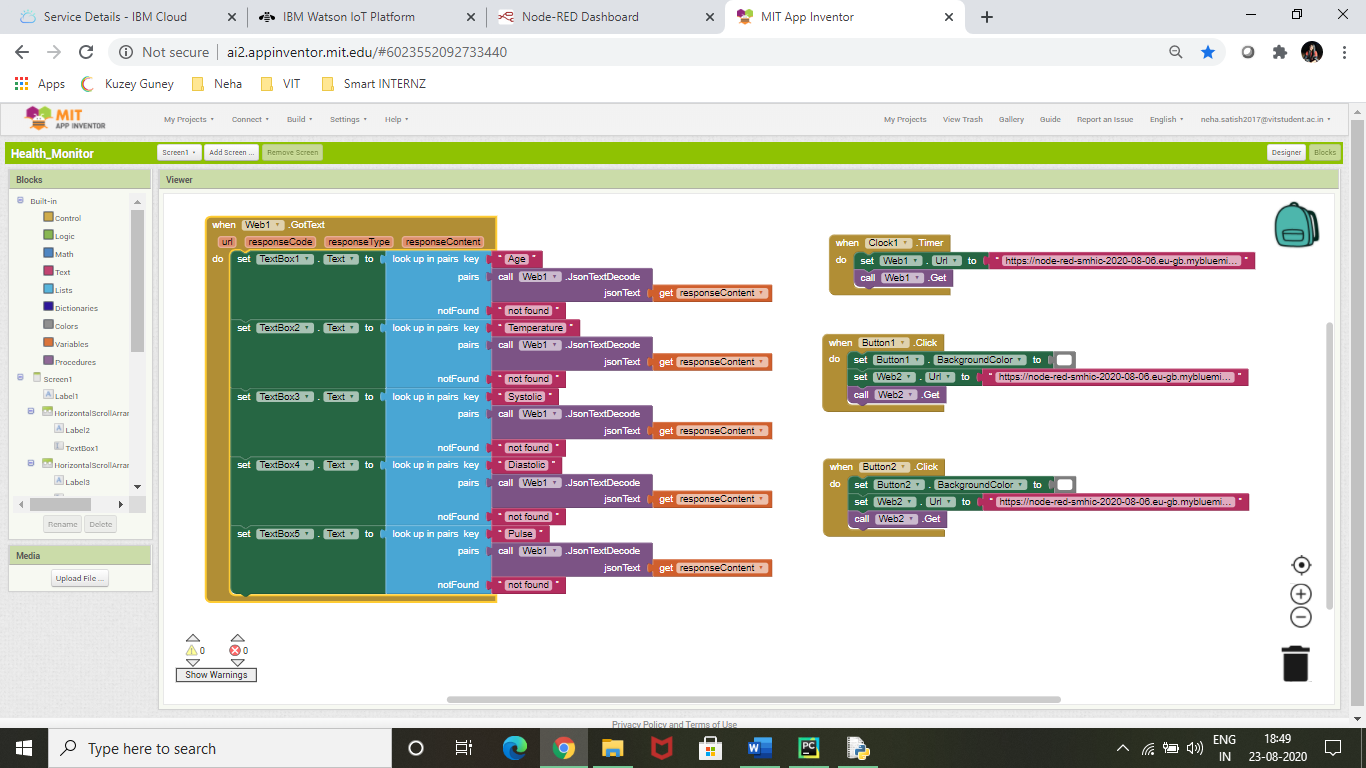 Service Details - IBM Cloud
IBM Watson IoT Platform
Node-RED Dashboard
MIT App Inventor
Not secure | ai2.appinventor.mit.edu/#6023552092733440
Apps Kuzey Guney Neha VIT Smart INTERNZ
MIT APP INVENTOR
My Projects Connect Build Settings Help My Projects View Trash Gallery Guide Report an Issue English neha.satish2017@vitstudent.ac.in
Health_Monitor Screen1 Add Screen ... Remove Screen Designer Blocks
Blocks
Built-in
Control
Logic
Math
Text
Lists
Dictionaries
Colors
Variables
Procedures
Screen1
Label1
HorizontalScrollArrar
Label2
TextBox1
HorizontalScrollArrar
Label3
Rename Delete
Media
Upload File ...
Viewer
when Web1 .GotText
url responseCode responseType responseContent
do set TextBox1 . Text to look up in pairs key " Age "
pairs call Web1 .JsonTextDecode
jsonText get responseContent
notFound " not found "
set TextBox2 . Text to look up in pairs key " Temperature "
pairs call Web1 .JsonTextDecode
jsonText get responseContent
notFound " not found "
set TextBox3 . Text to look up in pairs key " Systolic "
pairs call Web1 .JsonTextDecode
jsonText get responseContent
notFound " not found "
set TextBox4 . Text to look up in pairs key " Diastolic "
pairs call Web1 .JsonTextDecode
jsonText get responseContent
notFound " not found "
set TextBox5 . Text to look up in pairs key " Pulse "
pairs call Web1 .JsonTextDecode
jsonText get responseContent
notFound " not found "
when Clock1 .Timer
do set Web1 . Url to " https://node-red-smhic-2020-08-06.eu-gb.mybluemi... "
call Web1 .Get
when Button1 .Click
do set Button1 . BackgroundColor to
set Web2 . Url to " https://node-red-smhic-2020-08-06.eu-gb.mybluemi... "
call Web2 .Get
when Button2 .Click
do set Button2 . BackgroundColor to
set Web2 . Url to " https://node-red-smhic-2020-08-06.eu-gb.mybluemi... "
call Web2 .Get
0 0
Show Warnings
Privacy Policy and Terms of Use
Type here to search
ENG
IN
18:49
23-08-2020